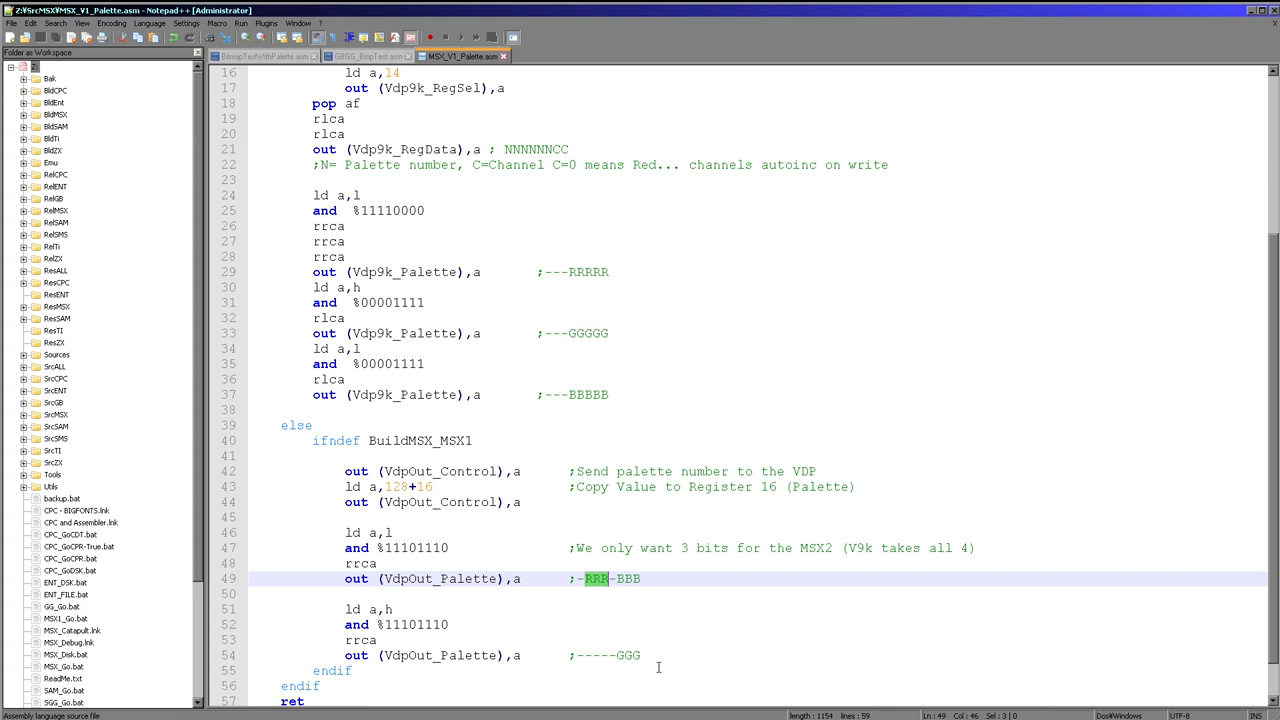 Z:¥SrcMSX¥MSX_V1_Palette.asm - Notepad++ [Administrator]
File Edit Search View Encoding Language Settings Macro Run Plugins Window ?
Folder as Workspace
BitmapTestWithPalette.asm GBGG_BmpTest.asm MSX_V1_Palette.asm
Z:
Bak
BldCPC
BldEnt
BldMSX
BldSAM
BldTi
BldZX
Emu
RelCPC
RelENT
RelGB
RelMSX
RelSAM
RelSMS
RelTi
RelZX
ResALL
ResCPC
ResENT
ResMSX
ResSAM
ResTI
ResZX
Sources
SrcALL
SrcCPC
SrcENT
SrcGB
SrcMSX
SrcSAM
SrcSMS
SrcTI
SrcZX
Tools
Utils
backup.bat
CPC - BIGFONTS.lnk
CPC and Assembler.lnk
CPC_GoCDT.bat
CPC_GoCPR-True.bat
CPC_GoCPR.bat
CPC_GoDSK.bat
ENT_DSK.bat
ENT_FILE.bat
GG_Go.bat
MSX1_Go.bat
MSX_Catapult.lnk
MSX_Debug.lnk
MSX_Disk.bat
MSX_Go.bat
ReadMe.txt
SAM_Go.bat
SGG_Go.bat
16 ld a,14
17 out (Vdp9k_RegSel),a
18 pop af
19 rlca
20 rlca
21 out (Vdp9k_RegData),a ; NNNNNNCC
22 ;N= Palette number, C=Channel C=0 means Red... channels autoinc on write
23
24 ld a,l
25 and %11110000
26 rrca
27 rrca
28 rrca
29 out (Vdp9k_Palette),a ;---RRRRR
30 ld a,h
31 and %00001111
32 rlca
33 out (Vdp9k_Palette),a ;---GGGGG
34 ld a,l
35 and %00001111
36 rlca
37 out (Vdp9k_Palette),a ;---BBBBB
38
39 else
40 ifndef BuildMSX_MSX1
41
42 out (VdpOut_Control),a ;Send palette number to the VDP
43 ld a,128+16 ;Copy Value to Register 16 (Palette)
44 out (VdpOut_Control),a
45
46 ld a,l
47 and %11101110 ;We only want 3 bits for the MSX2 (V9k takes all 4)
48 rrca
49 out (VdpOut_Palette),a ;-RRR-BBB
50
51 ld a,h
52 and %11101110
53 rrca
54 out (VdpOut_Palette),a ;-----GGG
55 endif
56 endif
57 ret
Assembly language source file length : 1154 lines : 59 Ln : 49 Col : 46 Sel : 3 | 0 Dos¥Windows UTF-8 INS